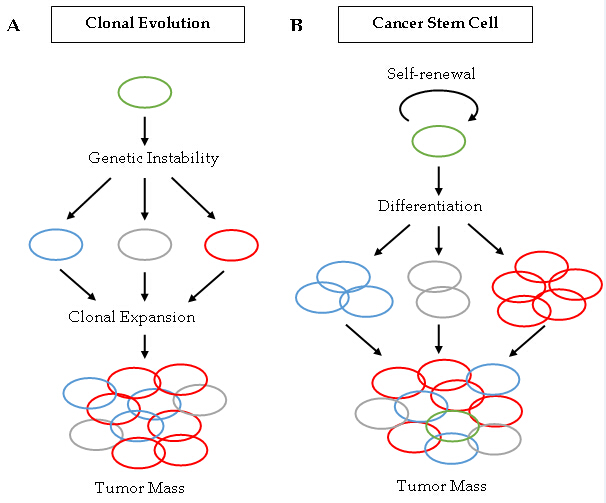 A
Clonal Evolution
Genetic Instability
Clonal Expansion
Tumor Mass
B
Cancer Stem Cell
Self-renewal
Differentiation
Tumor Mass